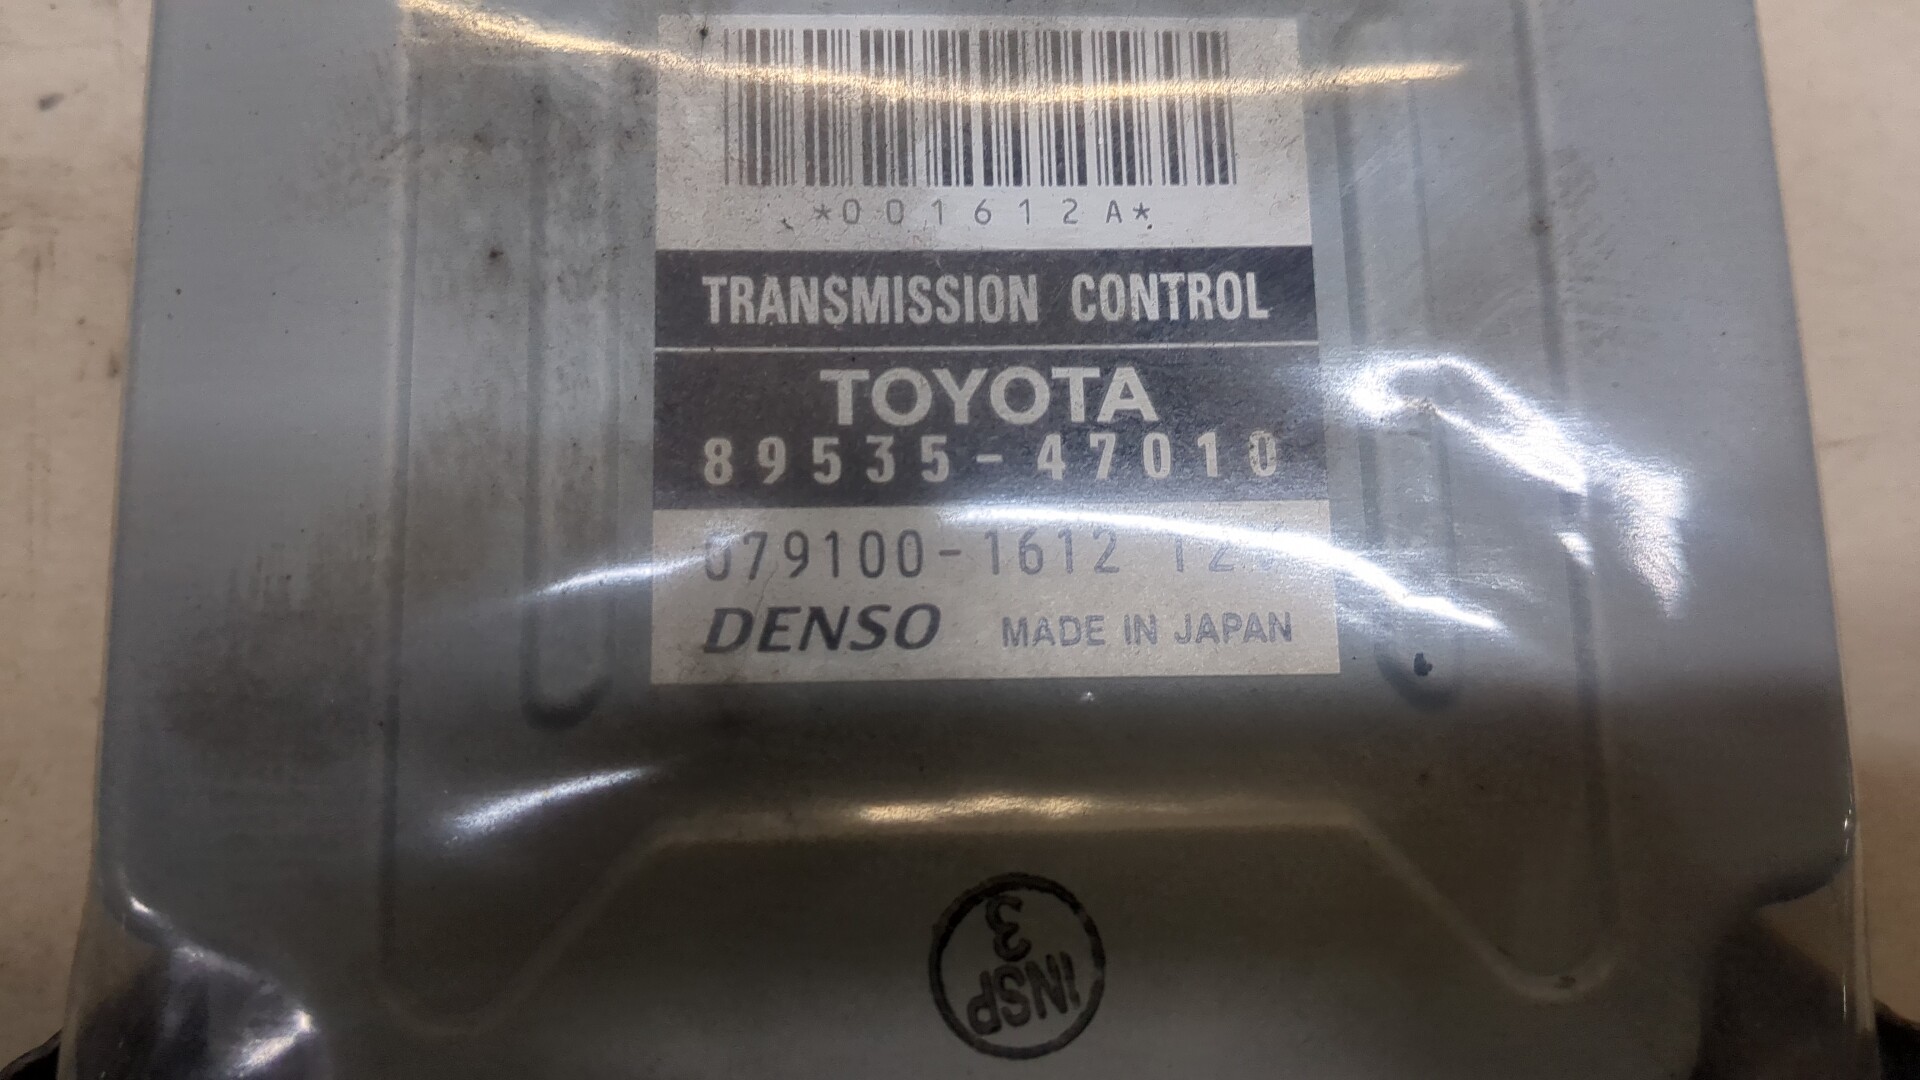 *001612A*
TRANSMISSION CONTROL
TOYOTA
89535-47010
079100-1612
DENSO MADE IN JAPAN
3
INSP